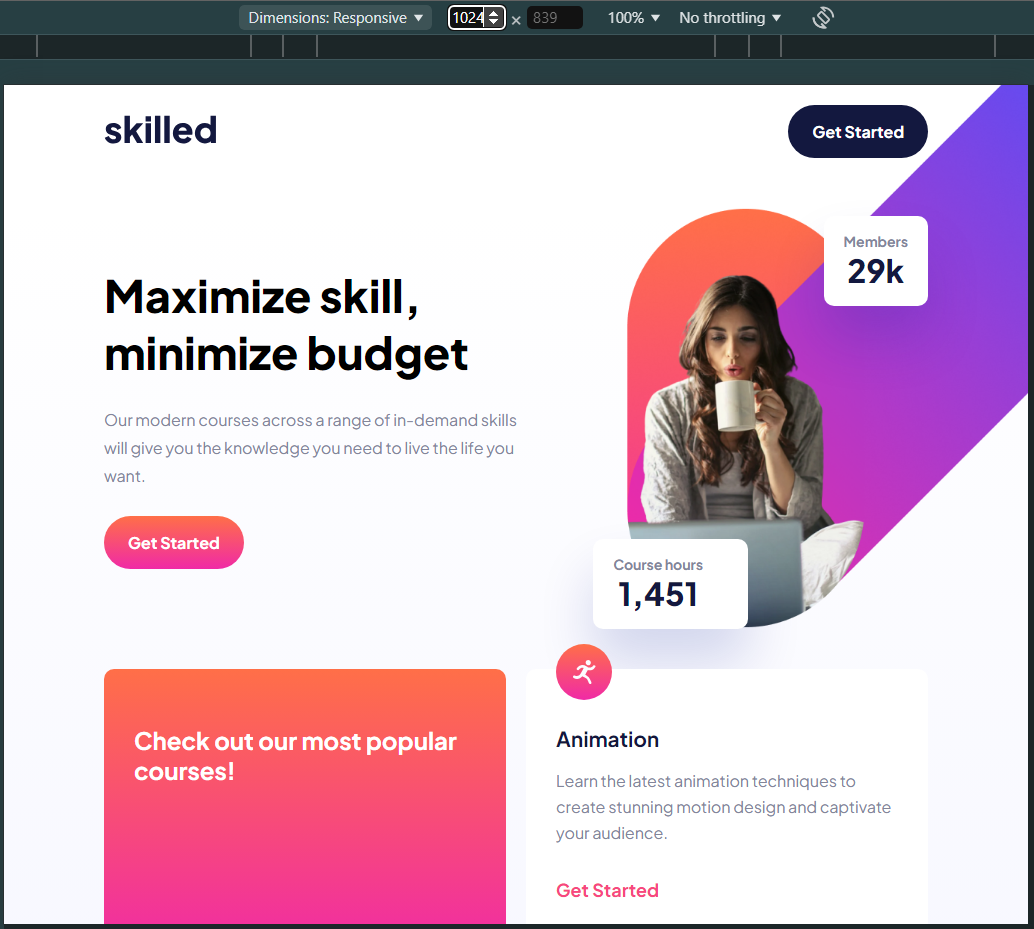 Dimensions: Responsive 1024 × 839 100% No throttling
skilled
Get Started
Members
29k
Maximize skill,
minimize budget
Our modern courses across a range of in-demand skills
will give you the knowledge you need to live the life you
want.
Get Started
Course hours
1,451
Check out our most popular
courses!
Animation
Learn the latest animation techniques to
create stunning motion design and captivate
your audience.
Get Started